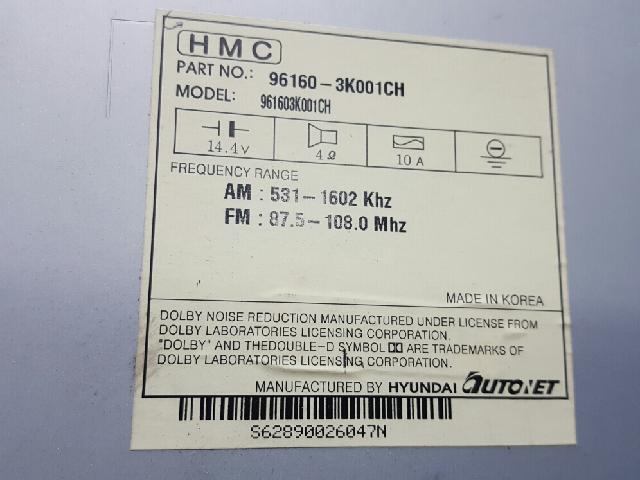 HMC
PART NO.: 96160-3K001CH
MODEL: 961603K001CH
14.4V 4Ω 10A
FREQUENCY RANGE
AM : 531-1602 Khz
FM : 87.5-108.0 Mhz
MADE IN KOREA
DOLBY NOISE REDUCTION MANUFACTURED UNDER LICENSE FROM
DOLBY LABORATORIES LICENSING CORPORATION.
"DOLBY" AND THEDOUBLE-D SYMBOL ARE TRADEMARKS OF
DOLBY LABORATORIES LICENSING CORPORATION.
MANUFACTURED BY HYUNDAI AUTONET
S62890026047N